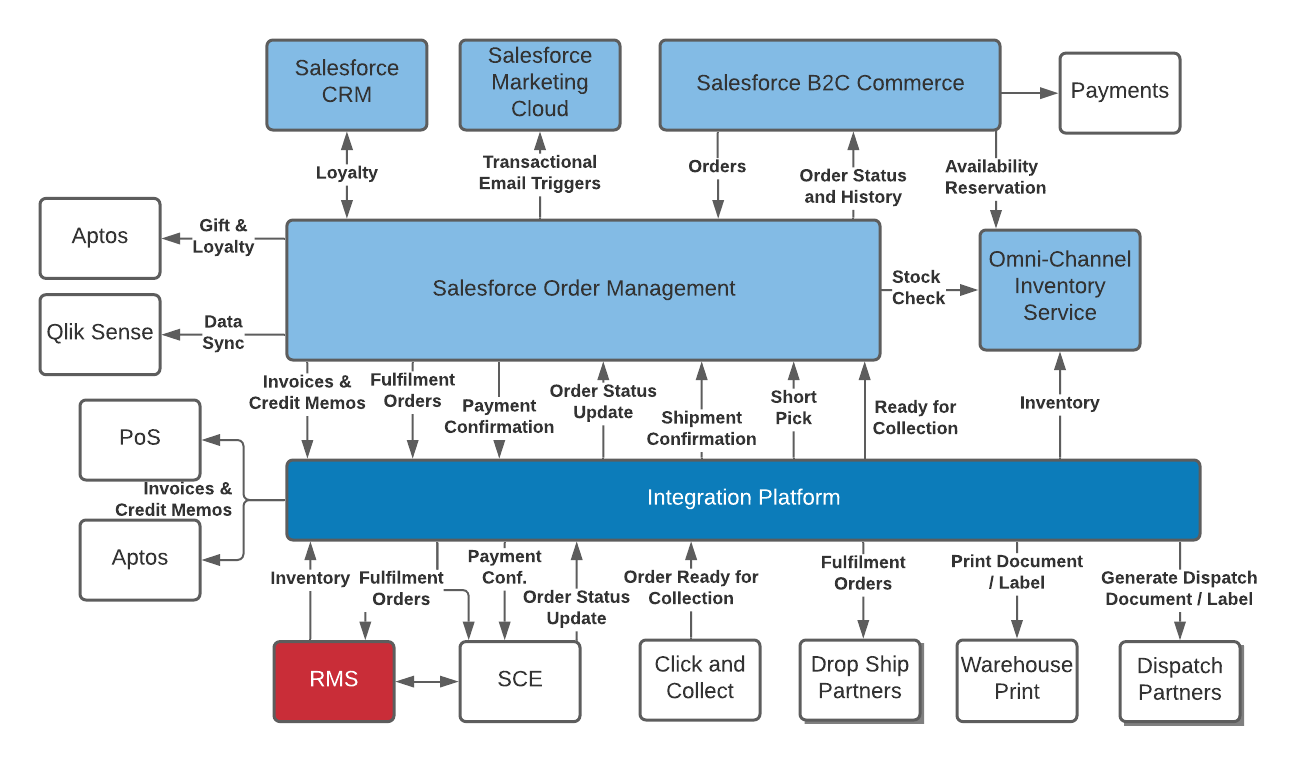 Salesforce
CRM
Salesforce
Marketing
Cloud
Salesforce B2C Commerce
Payments
Loyalty
Transactional
Email Triggers
Orders
Order Status
and History
Availability
Reservation
Aptos
Gift &
Loyalty
Salesforce Order Management
Stock
Check
Omni-Channel
Inventory
Service
Qlik Sense
Data
Sync
Invoices &
Credit Memos
Fulfilment
Orders
Payment
Confirmation
Order Status
Update
Shipment
Confirmation
Short
Pick
Ready for
Collection
Inventory
PoS
Invoices &
Credit Memos
Aptos
Integration Platform
Inventory
Fulfilment
Orders
Payment
Conf.
Order Status
Update
Order Ready for
Collection
Fulfilment
Orders
Print Document
/ Label
Generate Dispatch
Document / Label
RMS
SCE
Click and
Collect
Drop Ship
Partners
Warehouse
Print
Dispatch
Partners